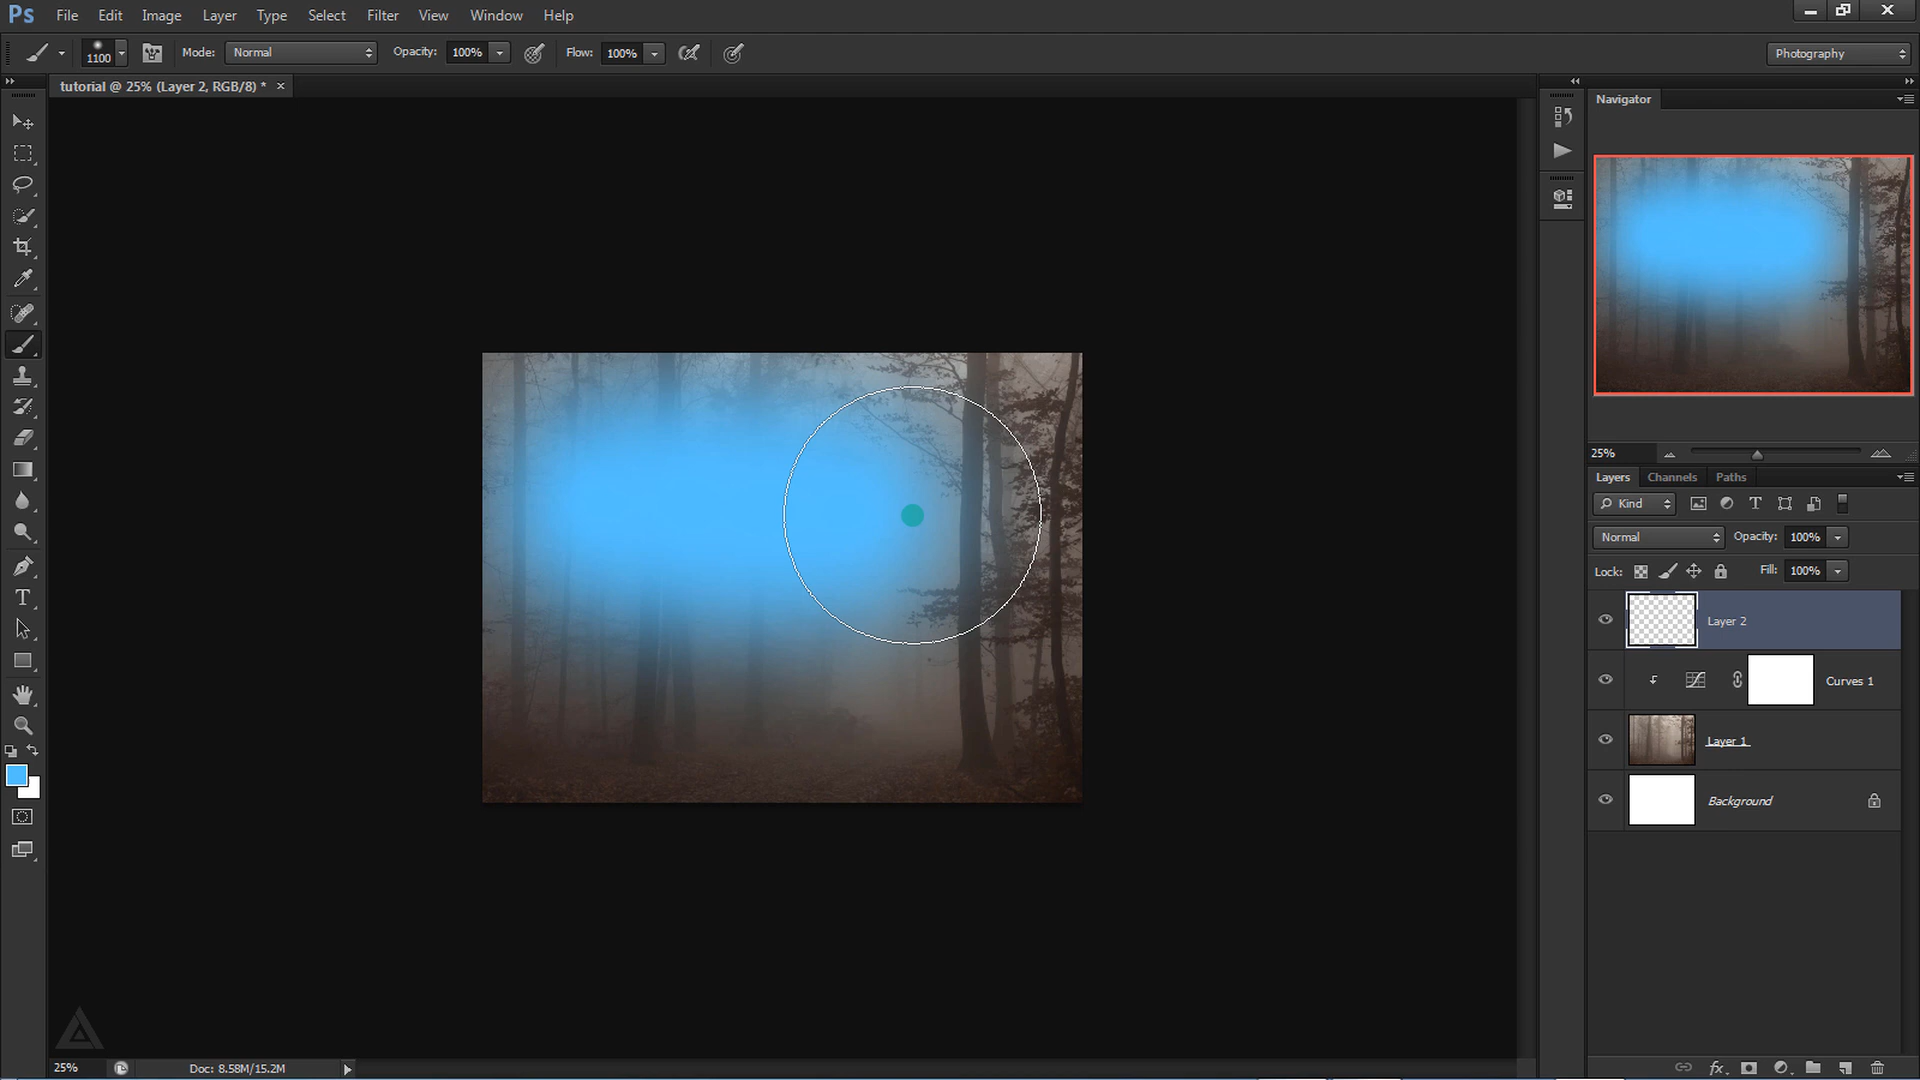 Ps File Edit Image Layer Type Select Filter View Window Help
1100 Mode: Normal Opacity: 100% Flow: 100% Photography
tutorial @ 25% (Layer 2, RGB/8) * ×
Navigator
25%
Layers Channels Paths
Kind
Normal Opacity: 100%
Lock: Fill: 100%
Layer 2
Curves 1
Layer 1
Background
25% Doc: 8.58M/15.2M